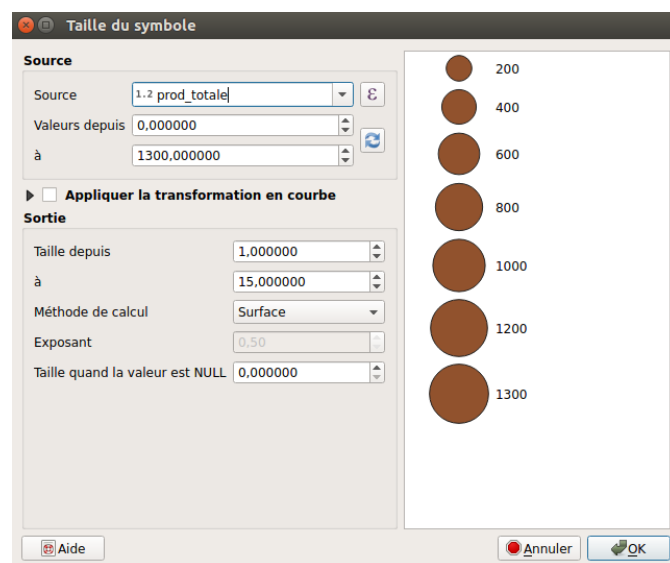 Taille du symbole
Source
Source 1.2 prod_totale ε
Valeurs depuis 0,000000
à 1300,000000
Appliquer la transformation en courbe
Sortie
Taille depuis 1,000000
à 15,000000
Méthode de calcul Surface
Exposant 0,50
Taille quand la valeur est NULL 0,000000
200
400
600
800
1000
1200
1300
Aide
Annuler
OK